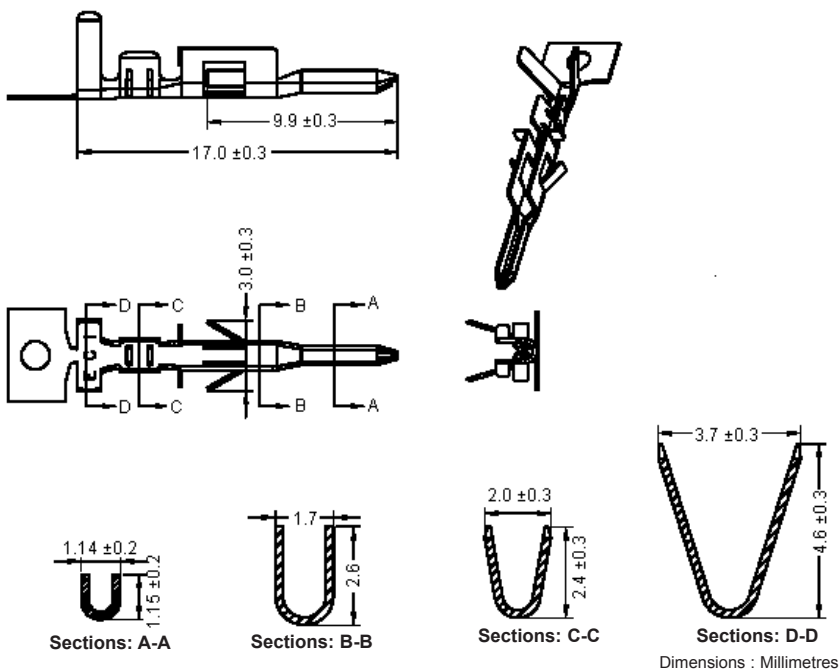 9.9 ±0.3
17.0 ±0.3
3.0 ±0.3
D
C
B
A
D
C
B
A
1.14 ±0.2
1.15 ±0.2
Sections: A-A
1.7
2.6
Sections: B-B
2.0 ±0.3
2.4 ±0.3
Sections: C-C
3.7 ±0.3
4.6 ±0.3
Sections: D-D
Dimensions : Millimetres